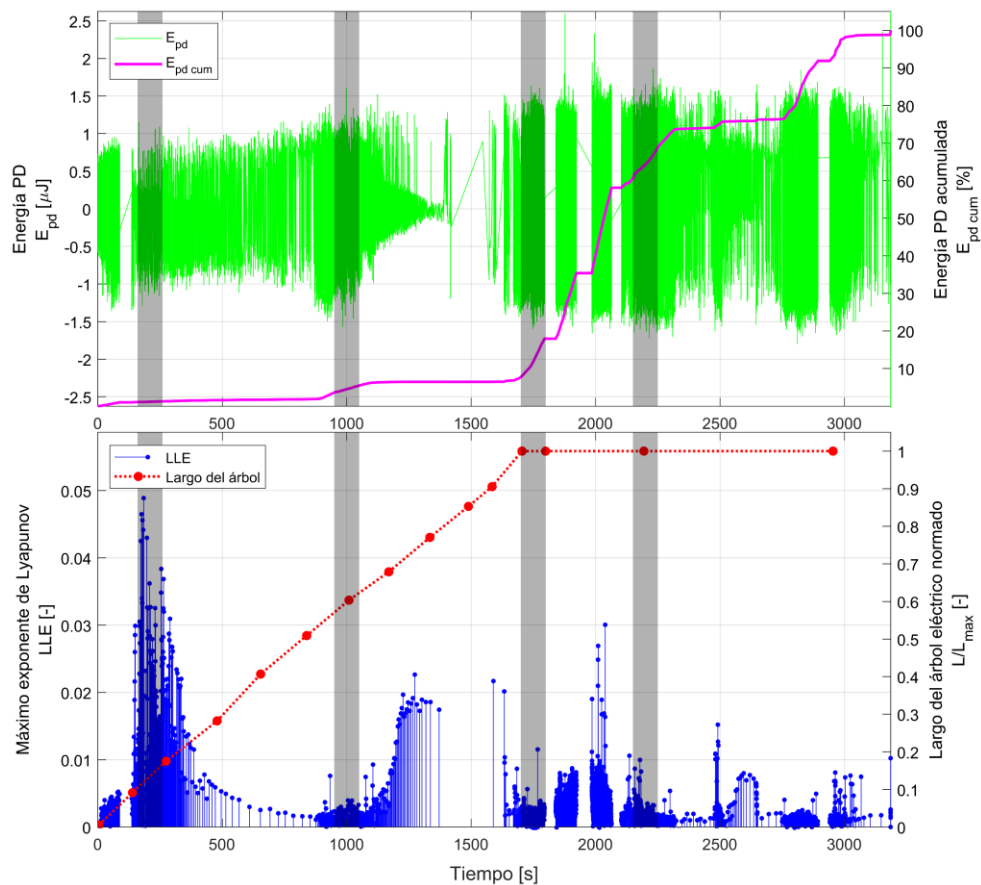 Energía PD
E_pd [μJ]
2.5
2
1.5
1
0.5
0
-0.5
-1
-1.5
-2
-2.5
E_pd
E_pd cum
100
90
80
70
60
50
40
30
20
10
Energía PD acumulada
E_pd cum [%]
0 500 1000 1500 2000 2500 3000
Máximo exponente de Lyapunov
LLE [-]
0.05
0.04
0.03
0.02
0.01
0
LLE
Largo del árbol
1
0.9
0.8
0.7
0.6
0.5
0.4
0.3
0.2
0.1
0
Largo del árbol eléctrico normado
L/L_max [-]
0 500 1000 1500 2000 2500 3000
Tiempo [s]